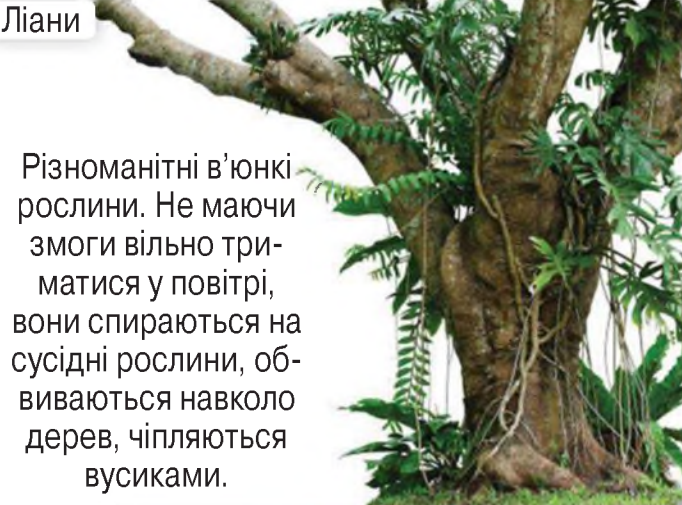 Ліани
Різноманітні в’юнкі
рослини. Не маючи
змоги вільно три-
матися у повітрі,
вони спираються на
сусідні рослини, об-
виваються навколо
дерев, чіпляються
вусиками.